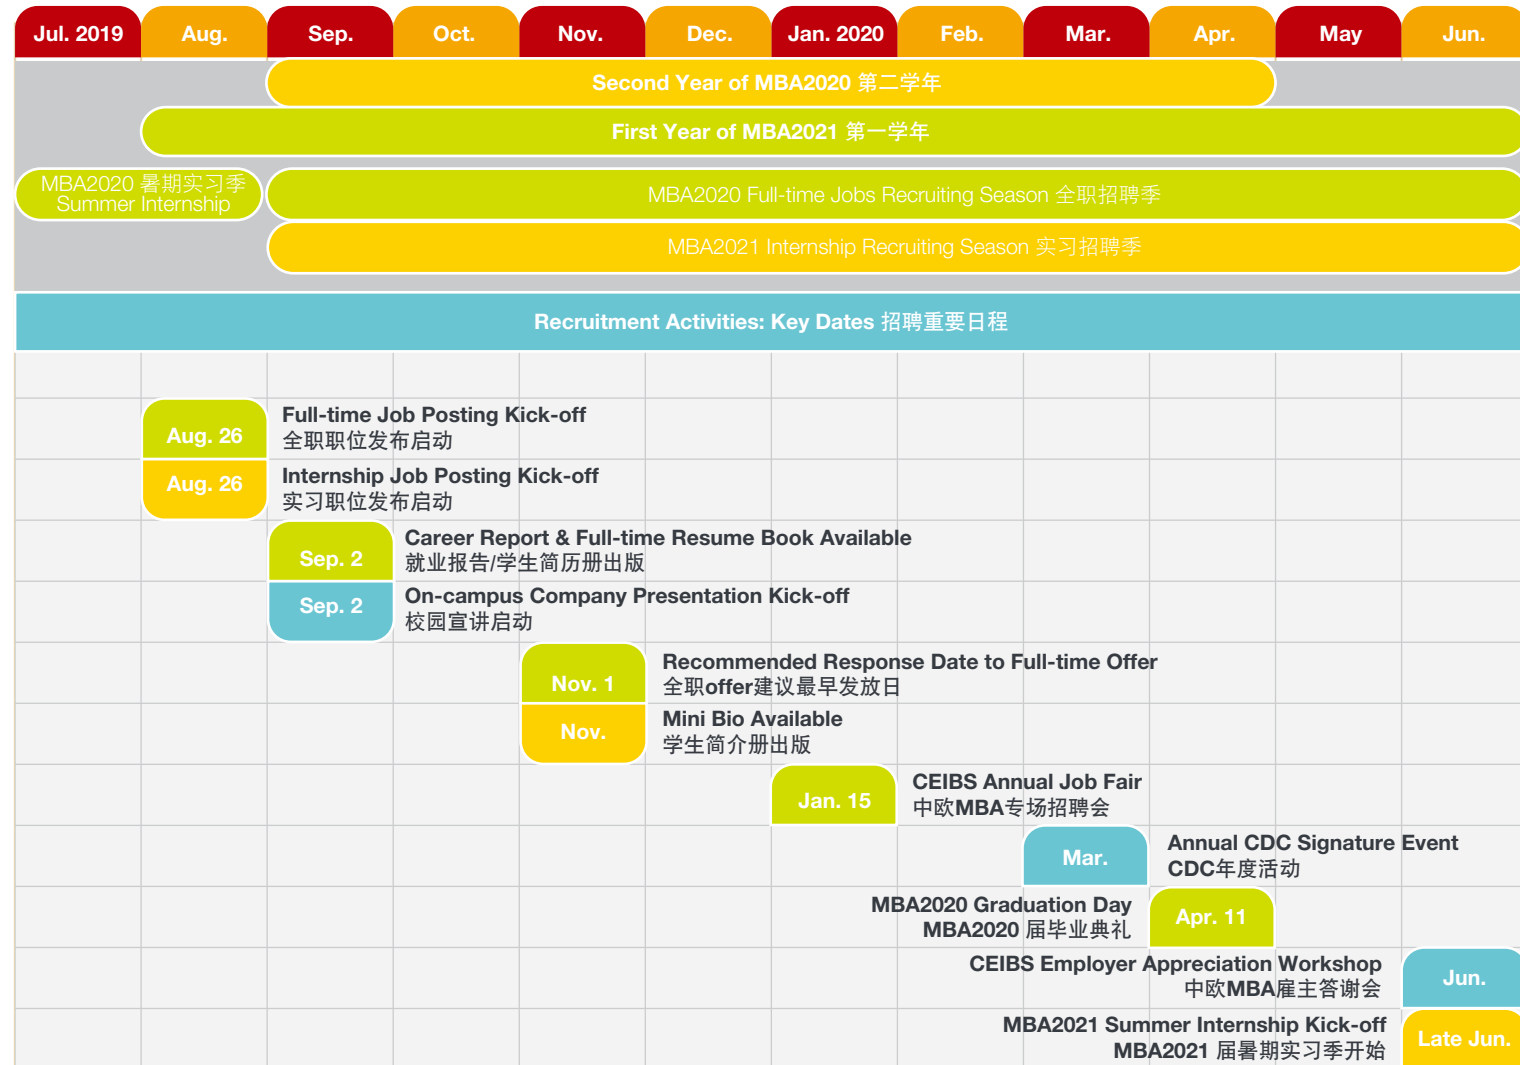 Jul. 2019 Aug. Sep. Oct. Nov. Dec. Jan. 2020 Feb. Mar. Apr. May Jun.
Second Year of MBA2020 第二学年
First Year of MBA2021 第一学年
MBA2020 暑期实习季
Summer Internship
MBA2020 Full-time Jobs Recruiting Season 全职招聘季
MBA2021 Internship Recruiting Season 实习招聘季
Recruitment Activities: Key Dates 招聘重要日程
Aug. 26
Full-time Job Posting Kick-off
全职职位发布启动
Aug. 26
Internship Job Posting Kick-off
实习职位发布启动
Sep. 2
Career Report & Full-time Resume Book Available
就业报告/学生简历册出版
Sep. 2
On-campus Company Presentation Kick-off
校园宣讲启动
Nov. 1
Recommended Response Date to Full-time Offer
全职offer建议最早发放日
Nov.
Mini Bio Available
学生简介册出版
Jan. 15
CEIBS Annual Job Fair
中欧MBA专场招聘会
Mar.
Annual CDC Signature Event
CDC年度活动
MBA2020 Graduation Day
MBA2020 届毕业典礼
Apr. 11
CEIBS Employer Appreciation Workshop
中欧MBA雇主答谢会
Jun.
MBA2021 Summer Internship Kick-off
MBA2021 届暑期实习季开始
Late Jun.